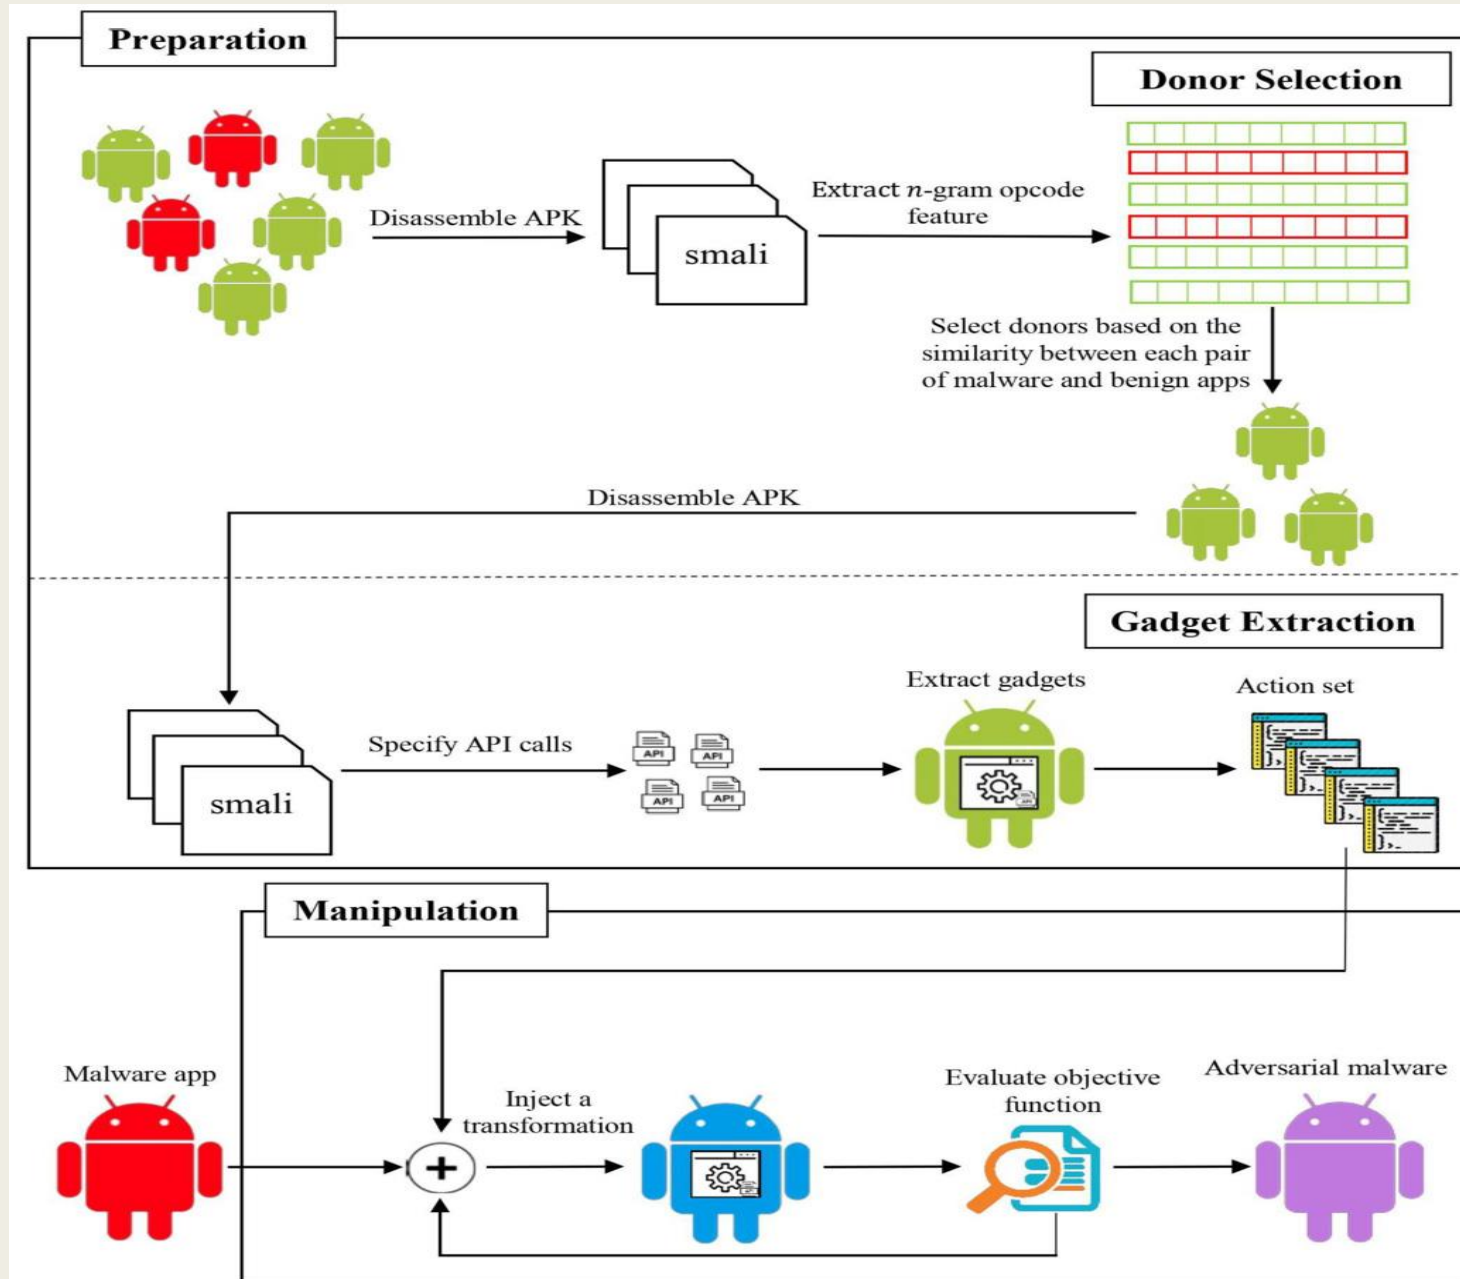 Preparation
Donor Selection
Disassemble APK
smali
Extract n-gram opcode
feature
Select donors based on the
similarity between each pair
of malware and benign apps
Disassemble APK
Gadget Extraction
smali
Specify API calls
API
API
API
API
Extract gadgets
API
Action set
Manipulation
Malware app
+
Inject a
transformation
Evaluate objective
function
Adversarial malware